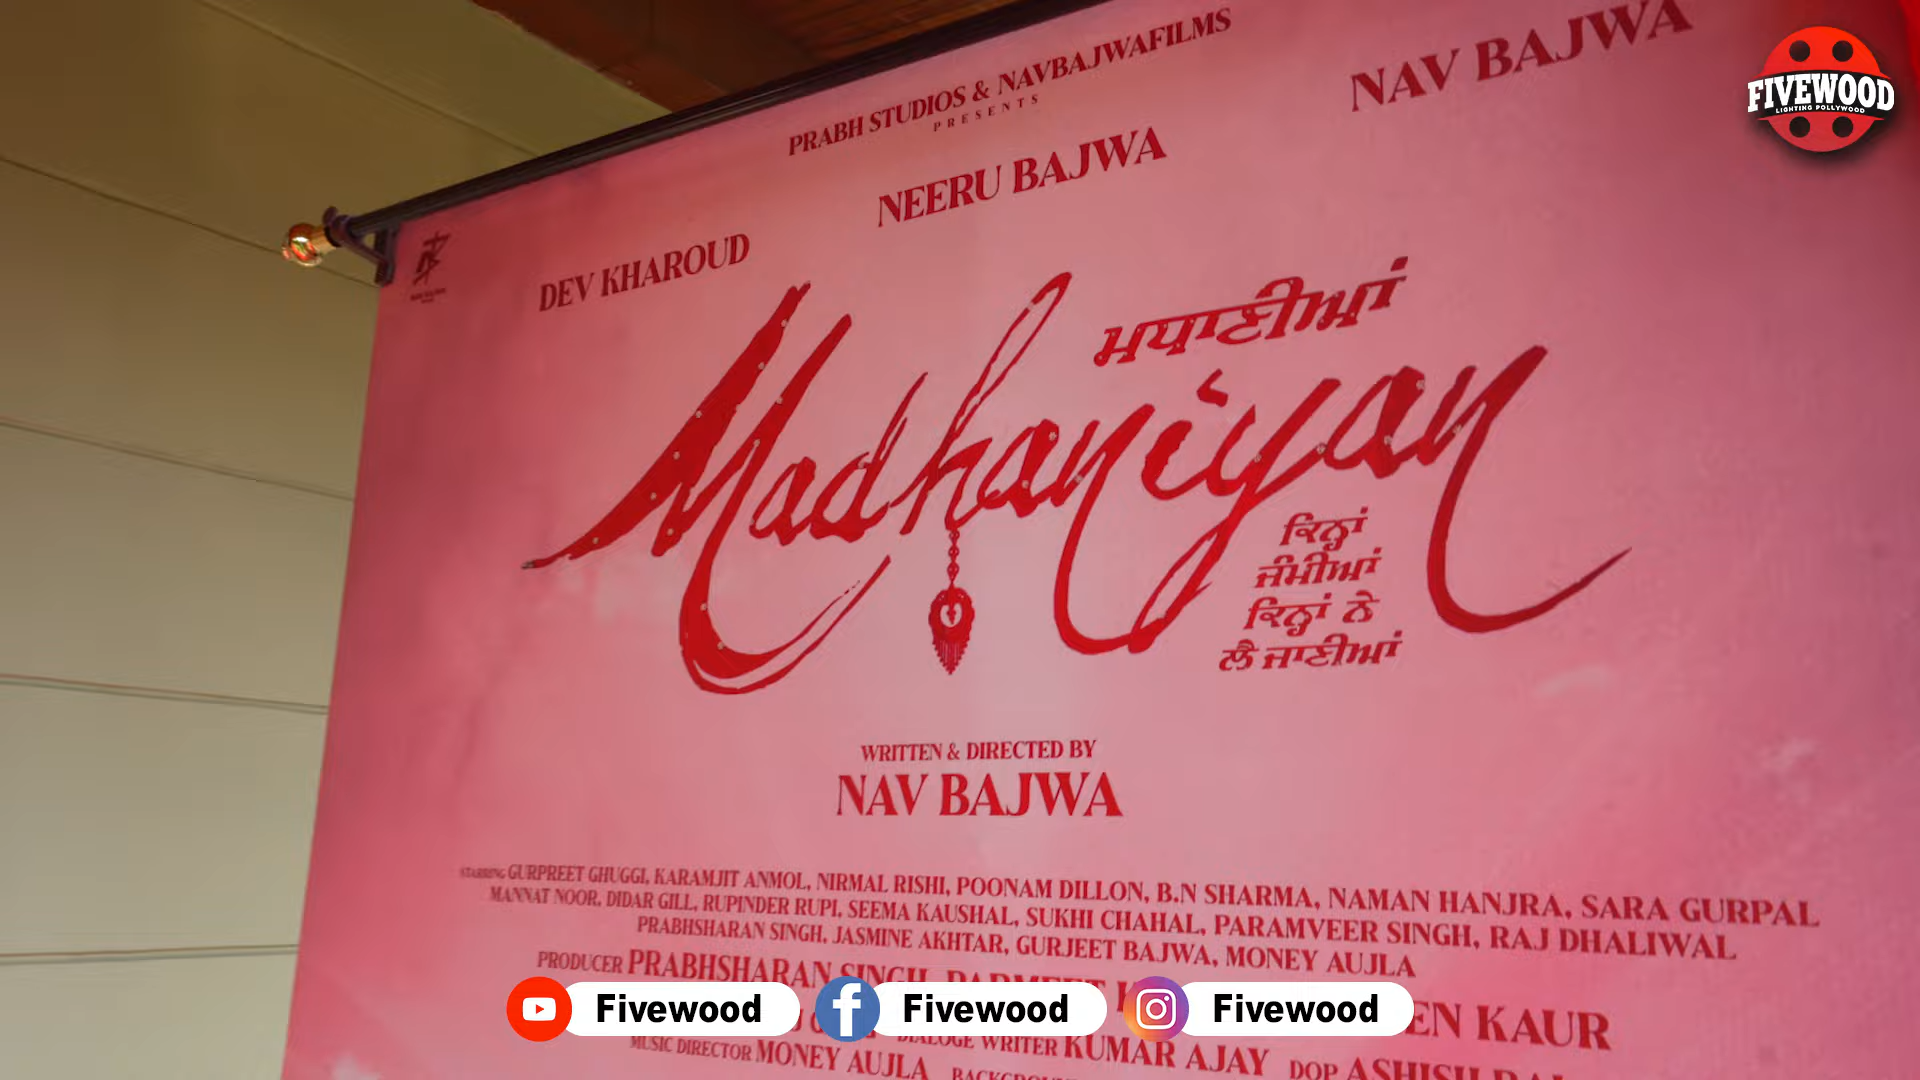 PRABH STUDIOS & NAVBAJWAFILMS
PRESENTS
DEV KHAROUD
NEERU BAJWA
NAV BAJWA
FIVEWOOD
LIGHTING POLLYWOOD
ਮਧਾਣੀਆਂ
Madhaniyan
ਕਿਨ੍ਹਾਂ
ਜੰਮੀਆਂ
ਕਿਨ੍ਹਾਂ ਨੇ
ਲੈ ਜਾਣੀਆਂ
WRITTEN & DIRECTED BY
NAV BAJWA
STARRING GURPREET GHUGGI, KARAMJIT ANMOL, NIRMAL RISHI, POONAM DILLON, B.N SHARMA, NAMAN HANJRA, SARA GURPAL
MANNAT NOOR, DIDAR GILL, RUPINDER RUPI, SEEMA KAUSHAL, SUKHI CHAHAL, PARAMVEER SINGH, RAJ DHALIWAL
PRABHSHARAN SINGH, JASMINE AKHTAR, GURJEET BAJWA, MONEY AUJLA
PRODUCER PRABHSHARAN SINGH, KAUR
DIALOGE WRITER KUMAR AJAY DOP ASHISH
MUSIC DIRECTOR MONEY AUJLA
Fivewood
Fivewood
Fivewood